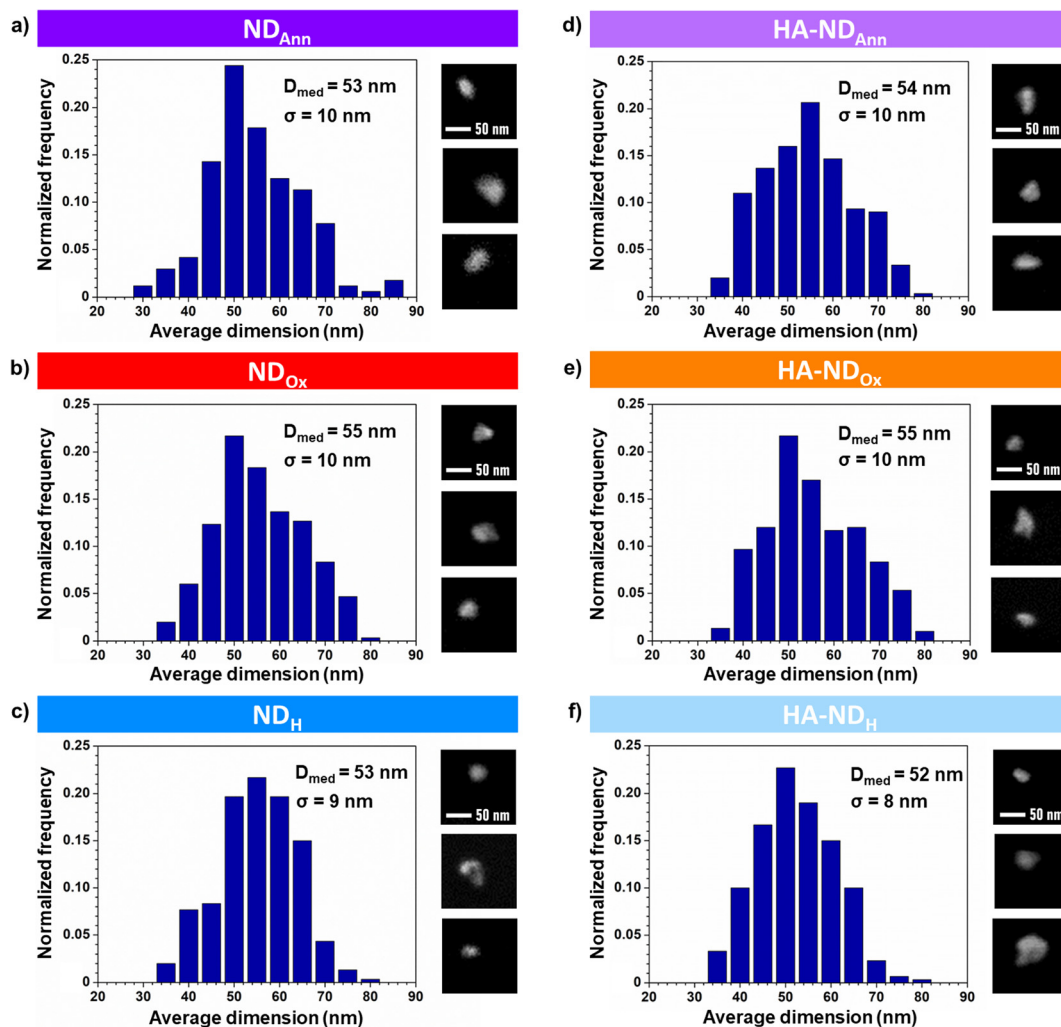 a)
ND_Ann
Normalized frequency
0.25
0.20
0.15
0.10
0.05
0
D_med = 53 nm
σ = 10 nm
20 30 40 50 60 70 80 90
Average dimension (nm)
50 nm
d)
HA-ND_Ann
Normalized frequency
0.25
0.20
0.15
0.10
0.05
0
D_med = 54 nm
σ = 10 nm
20 30 40 50 60 70 80 90
Average dimension (nm)
50 nm
b)
ND_Ox
Normalized frequency
0.25
0.20
0.15
0.10
0.05
0
D_med = 55 nm
σ = 10 nm
20 30 40 50 60 70 80 90
Average dimension (nm)
50 nm
e)
HA-ND_Ox
Normalized frequency
0.25
0.20
0.15
0.10
0.05
0
D_med = 55 nm
σ = 10 nm
20 30 40 50 60 70 80 90
Average dimension (nm)
50 nm
c)
ND_H
Normalized frequency
0.25
0.20
0.15
0.10
0.05
0
D_med = 53 nm
σ = 9 nm
20 30 40 50 60 70 80 90
Average dimension (nm)
50 nm
f)
HA-ND_H
Normalized frequency
0.25
0.20
0.15
0.10
0.05
0
D_med = 52 nm
σ = 8 nm
20 30 40 50 60 70 80 90
Average dimension (nm)
50 nm